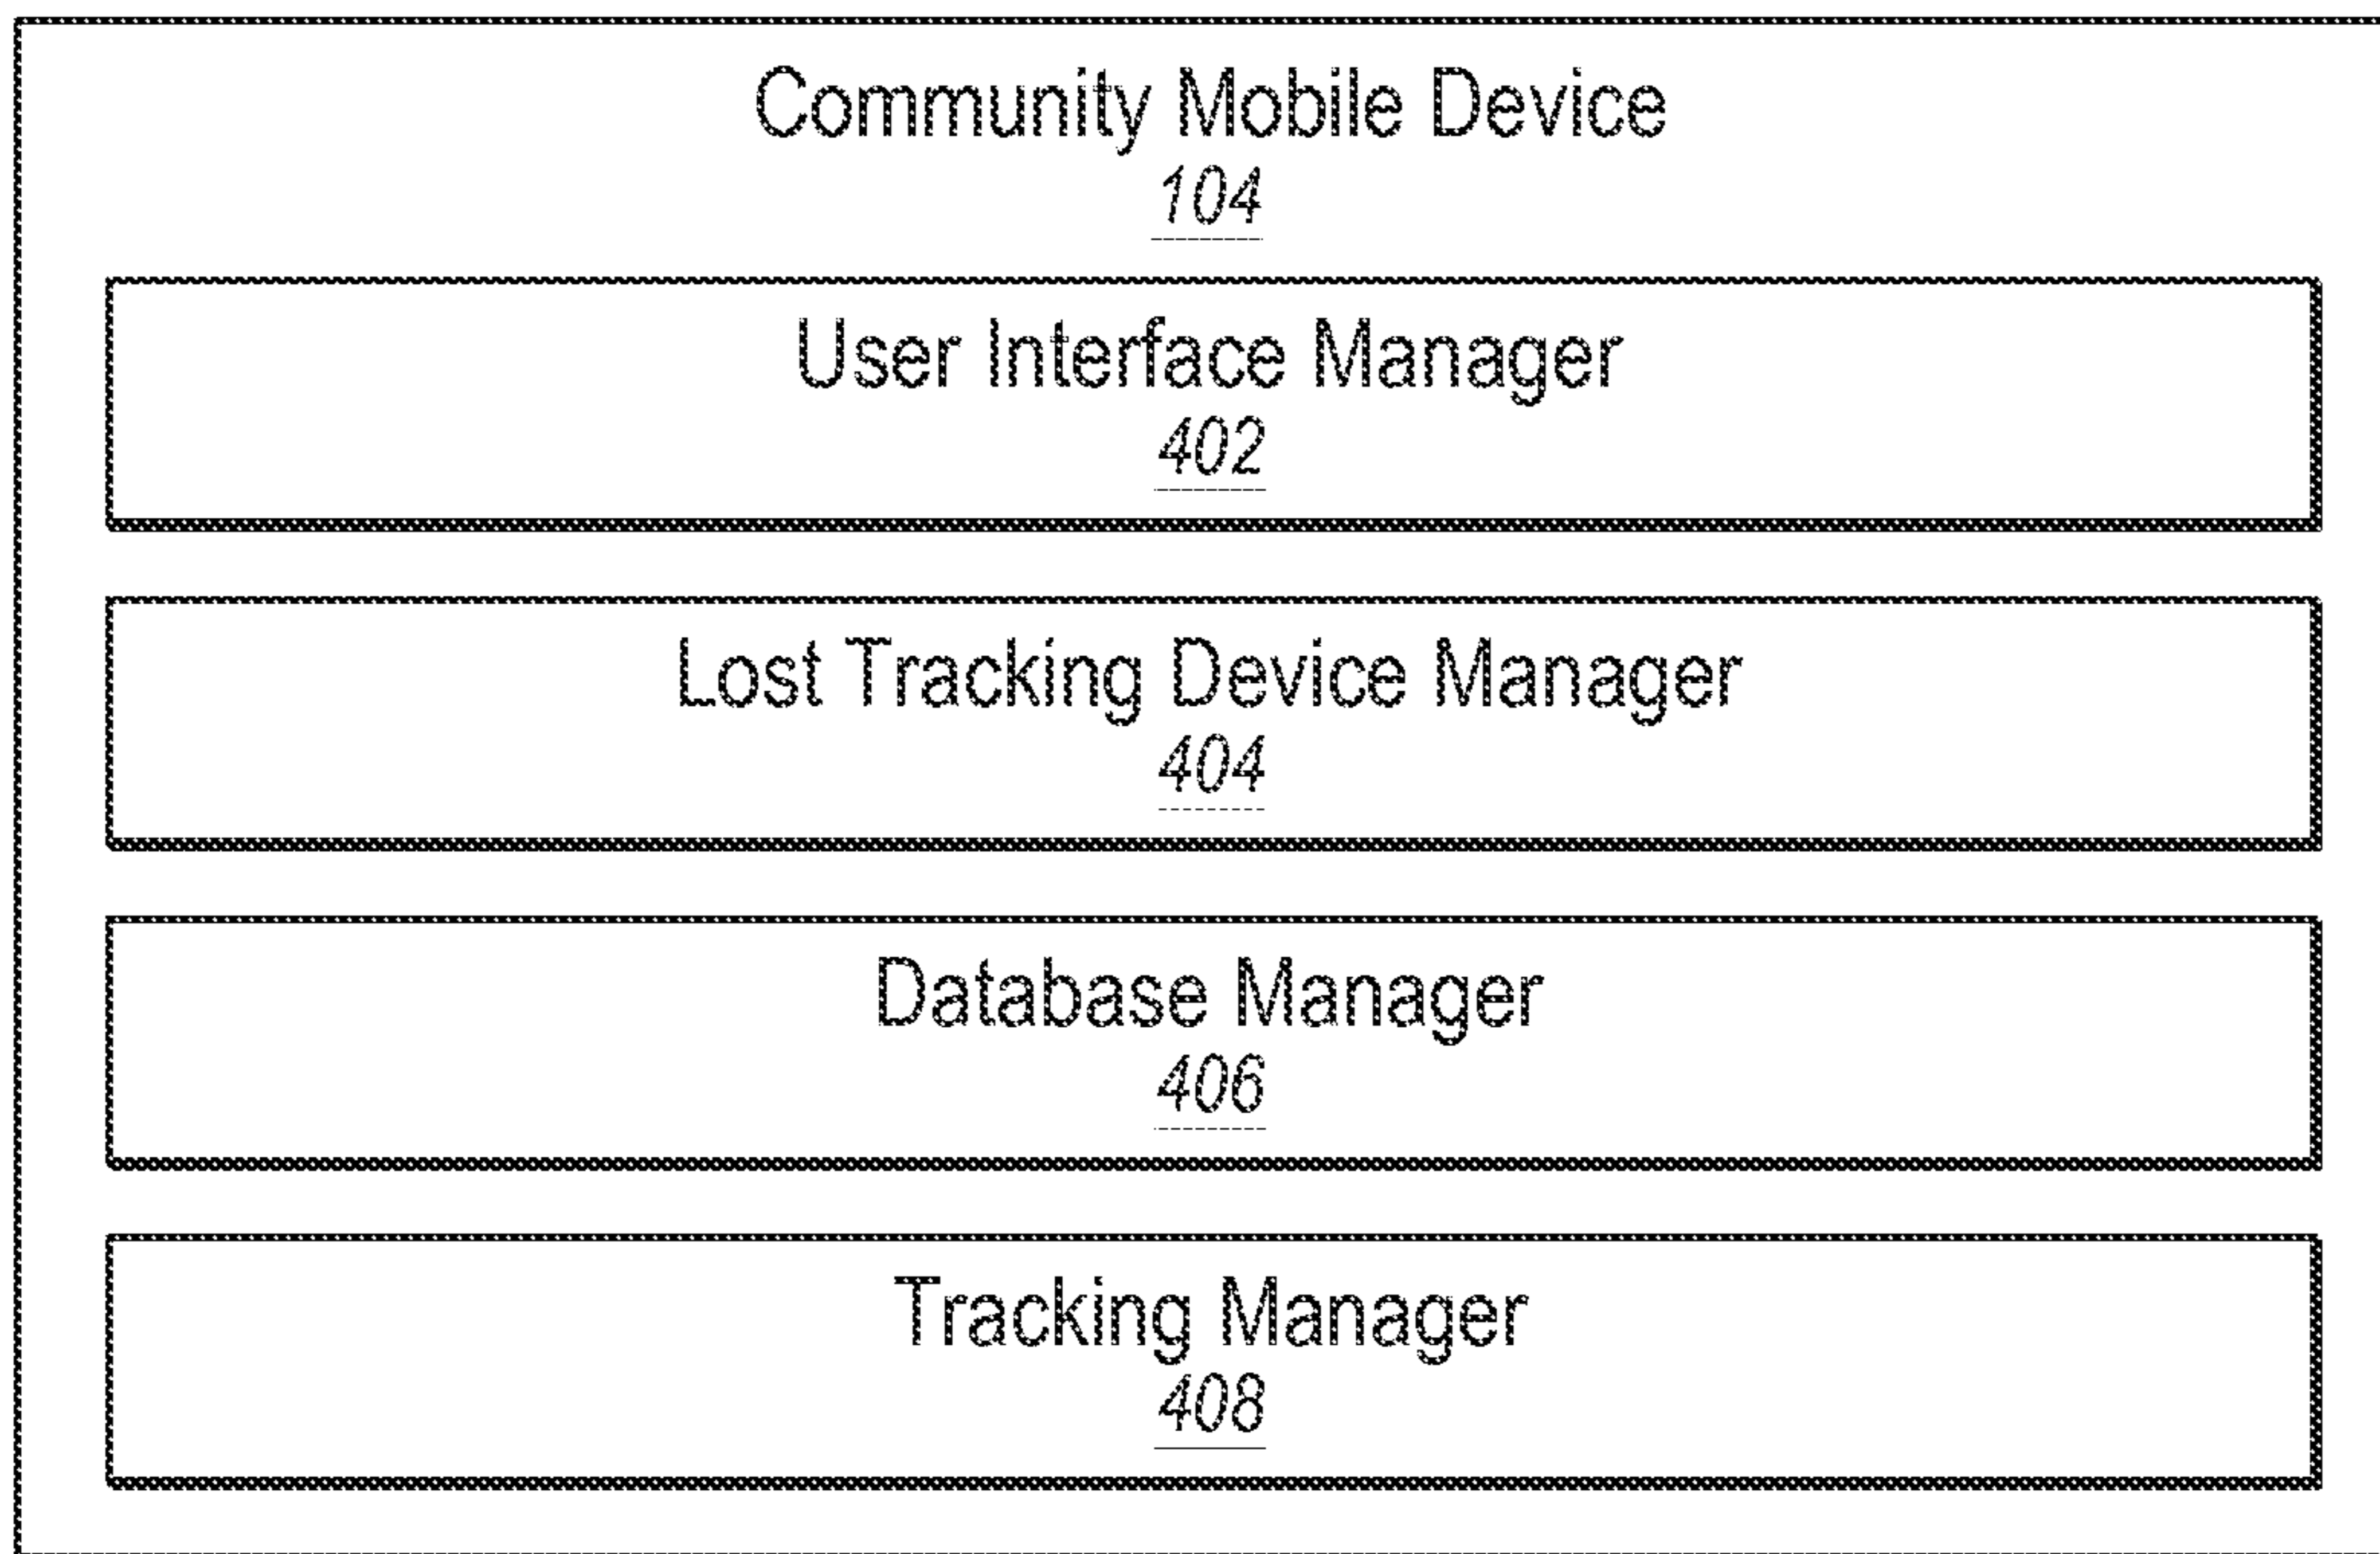 Community Mobile Device
104
User Interface Manager
402
Lost Tracking Device Manager
404
Database Manager
406
Tracking Manager
408